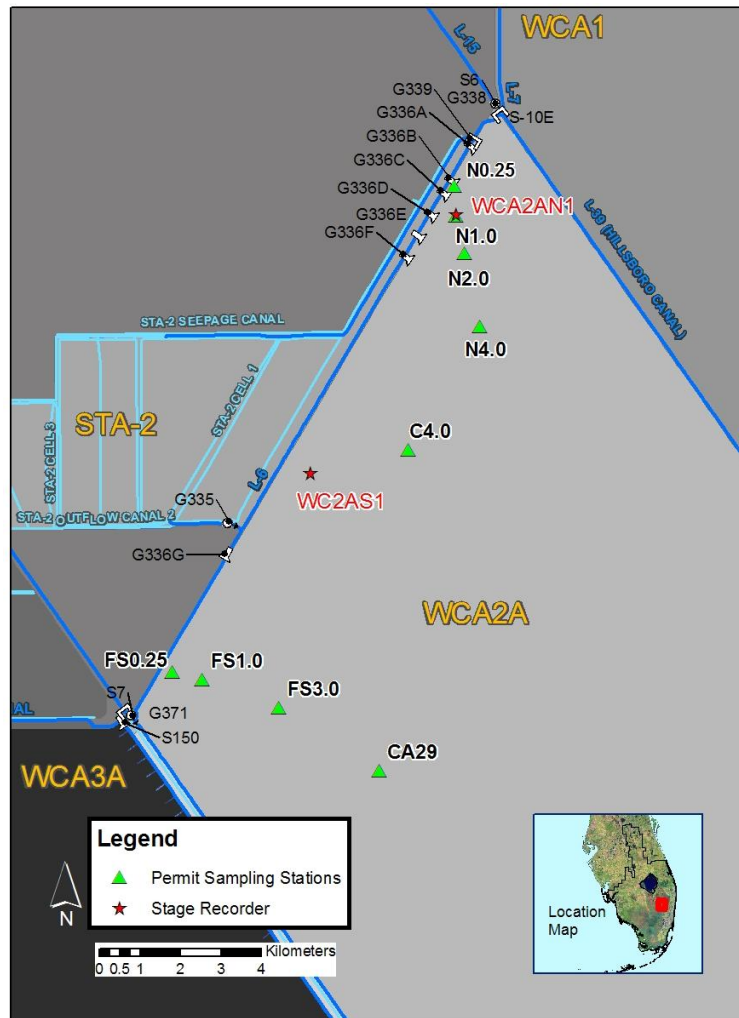 WCA1
L-15
L-7
S6
G339
G338
G336A
S-10E
G336B
G336C
N0.25
G336D
WCA2AN1
G336E
N1.0
G336F
N2.0
N4.0
STA-2 SEEPAGE CANAL
STA-2 CELL 1
STA-2 CELL 3
STA-2
C4.0
L-6
WC2AS1
G335
STA-2 OUTFLOW CANAL 2
G336G
WCA2A
FS0.25
FS1.0
S7
FS3.0
G371
S150
CA29
WCA3A
Legend
Permit Sampling Stations
Stage Recorder
N
Kilometers
0 0.5 1 2 3 4
Location
Map